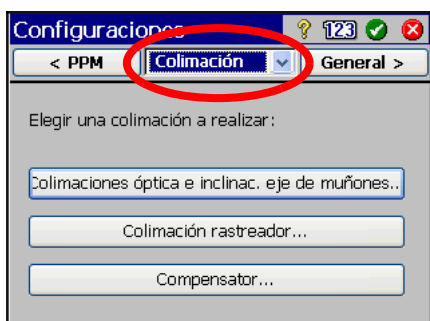 Configuraciones
123
< PPM Colimación General >
Elegir una colimación a realizar:
Colimaciones óptica e inclinac. eje de muñones..
Colimación rastreador...
Compensator...